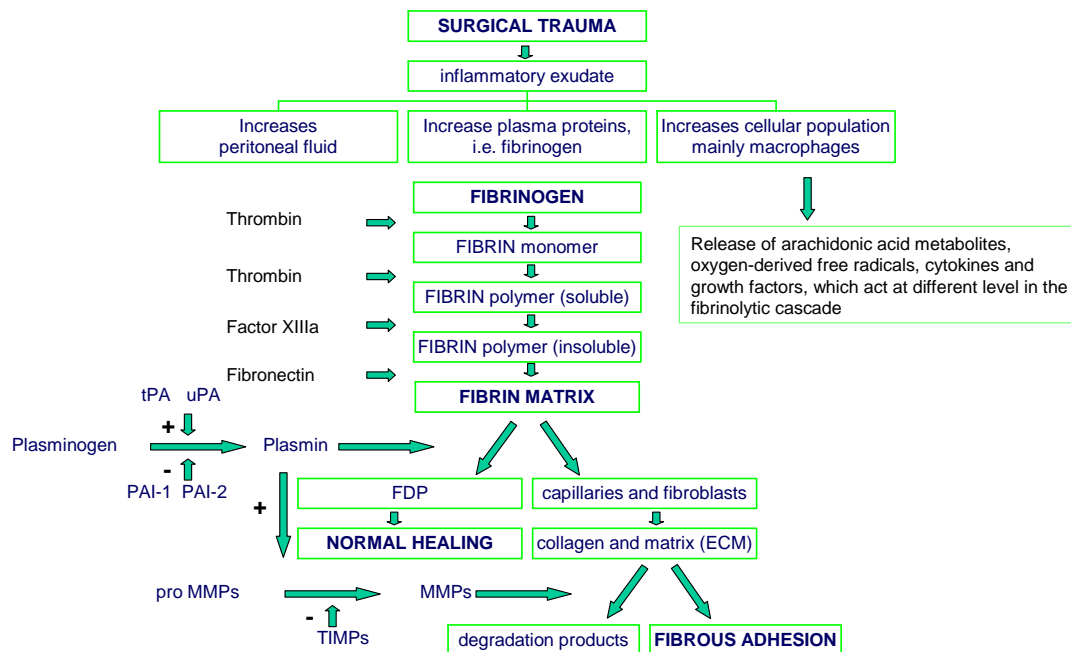 SURGICAL TRAUMA
inflammatory exudate
Increases
peritoneal fluid
Increase plasma proteins,
i.e. fibrinogen
Increases cellular population
mainly macrophages
FIBRINOGEN
Thrombin
FIBRIN monomer
Release of arachidonic acid metabolites,
oxygen-derived free radicals, cytokines and
growth factors, which act at different level in the
fibrinolytic cascade
Thrombin
FIBRIN polymer (soluble)
Factor XIIIa
FIBRIN polymer (insoluble)
Fibronectin
FIBRIN MATRIX
tPA uPA
+
Plasminogen
Plasmin
-
PAI-1 PAI-2
+
FDP
capillaries and fibroblasts
NORMAL HEALING
collagen and matrix (ECM)
pro MMPs
MMPs
-
TIMPs
degradation products
FIBROUS ADHESION